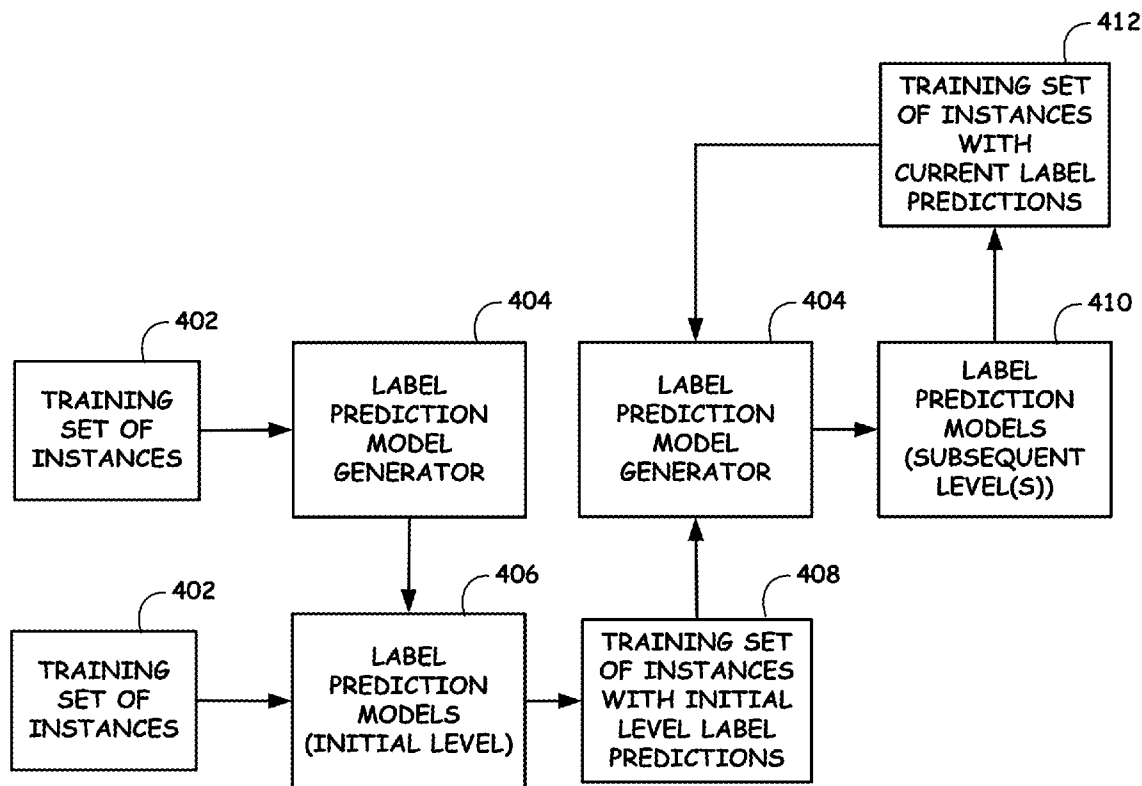 412
TRAINING SET
OF INSTANCES
WITH
CURRENT LABEL
PREDICTIONS
402
TRAINING
SET OF
INSTANCES
404
LABEL
PREDICTION
MODEL
GENERATOR
404
LABEL
PREDICTION
MODEL
GENERATOR
410
LABEL
PREDICTION
MODELS
(SUBSEQUENT
LEVEL(S))
402
TRAINING
SET OF
INSTANCES
406
LABEL
PREDICTION
MODELS
(INITIAL LEVEL)
408
TRAINING SET
OF INSTANCES
WITH INITIAL
LEVEL LABEL
PREDICTIONS